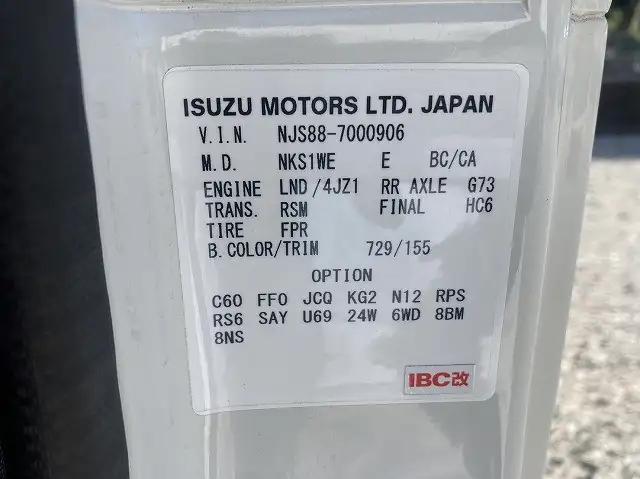 ISUZU MOTORS LTD. JAPAN
V.I.N. NJS88-7000906
M.D. NKS1WE E BC/CA
ENGINE LND/4JZ1 RR AXLE G73
TRANS. RSM FINAL HC6
TIRE FPR
B.COLOR/TRIM 729/155
OPTION
C60 FF0 JCQ KG2 N12 RPS
RS6 SAY U69 24W 6WD 8BM
8NS
IBC改